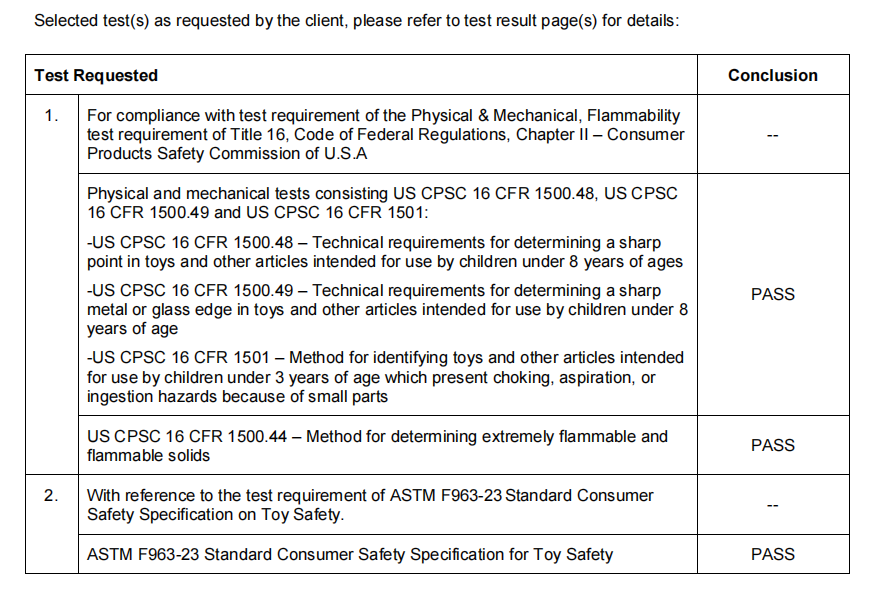 Selected test(s) as requested by the client, please refer to test result page(s) for details:
Test Requested
Conclusion
1.
For compliance with test requirement of the Physical & Mechanical, Flammability
test requirement of Title 16, Code of Federal Regulations, Chapter II – Consumer
Products Safety Commission of U.S.A
--
Physical and mechanical tests consisting US CPSC 16 CFR 1500.48, US CPSC
16 CFR 1500.49 and US CPSC 16 CFR 1501:
-US CPSC 16 CFR 1500.48 – Technical requirements for determining a sharp
point in toys and other articles intended for use by children under 8 years of ages
-US CPSC 16 CFR 1500.49 – Technical requirements for determining a sharp
metal or glass edge in toys and other articles intended for use by children under 8
years of age
-US CPSC 16 CFR 1501 – Method for identifying toys and other articles intended
for use by children under 3 years of age which present choking, aspiration, or
ingestion hazards because of small parts
PASS
US CPSC 16 CFR 1500.44 – Method for determining extremely flammable and
flammable solids
PASS
2.
With reference to the test requirement of ASTM F963-23 Standard Consumer
Safety Specification on Toy Safety.
--
ASTM F963-23 Standard Consumer Safety Specification for Toy Safety
PASS